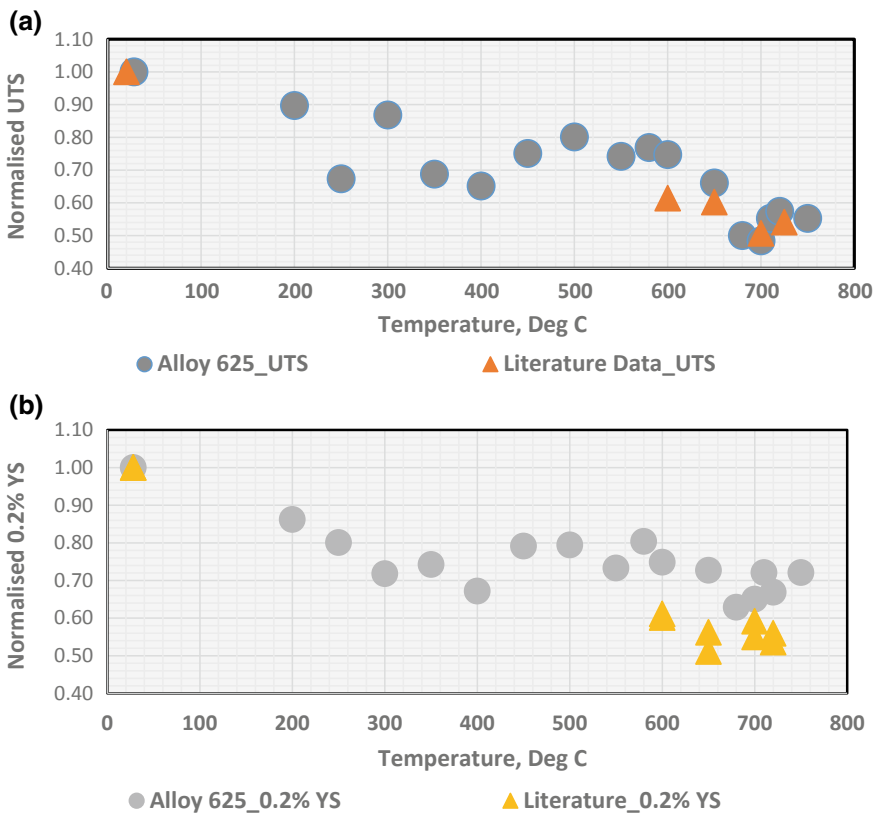 (a)
1.10
1.00
0.90
0.80
0.70
0.60
0.50
0.40
Normalised UTS
0 100 200 300 400 500 600 700 800
Temperature, Deg C
Alloy 625_UTS Literature Data_UTS
(b)
1.10
1.00
0.90
0.80
0.70
0.60
0.50
0.40
Normalised 0.2% YS
0 100 200 300 400 500 600 700 800
Temperature, Deg C
Alloy 625_0.2% YS Literature_0.2% YS